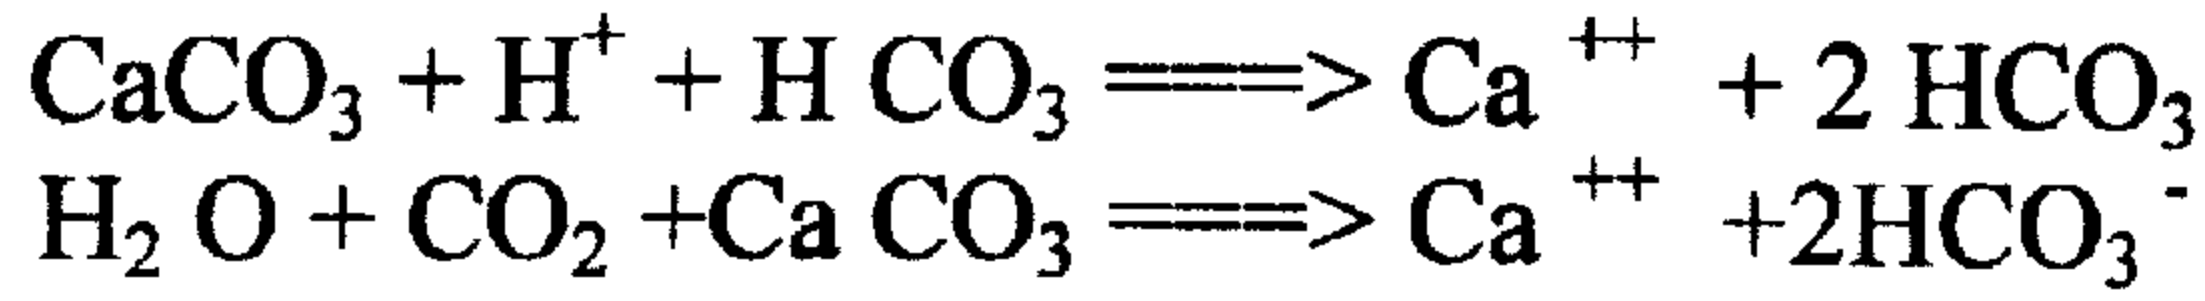 CaCO₃ + H⁺ + H CO₃ ===> Ca ⁺⁺ + 2 HCO₃
H₂ O + CO₂ +Ca CO₃ ===> Ca ⁺⁺ +2HCO₃⁻